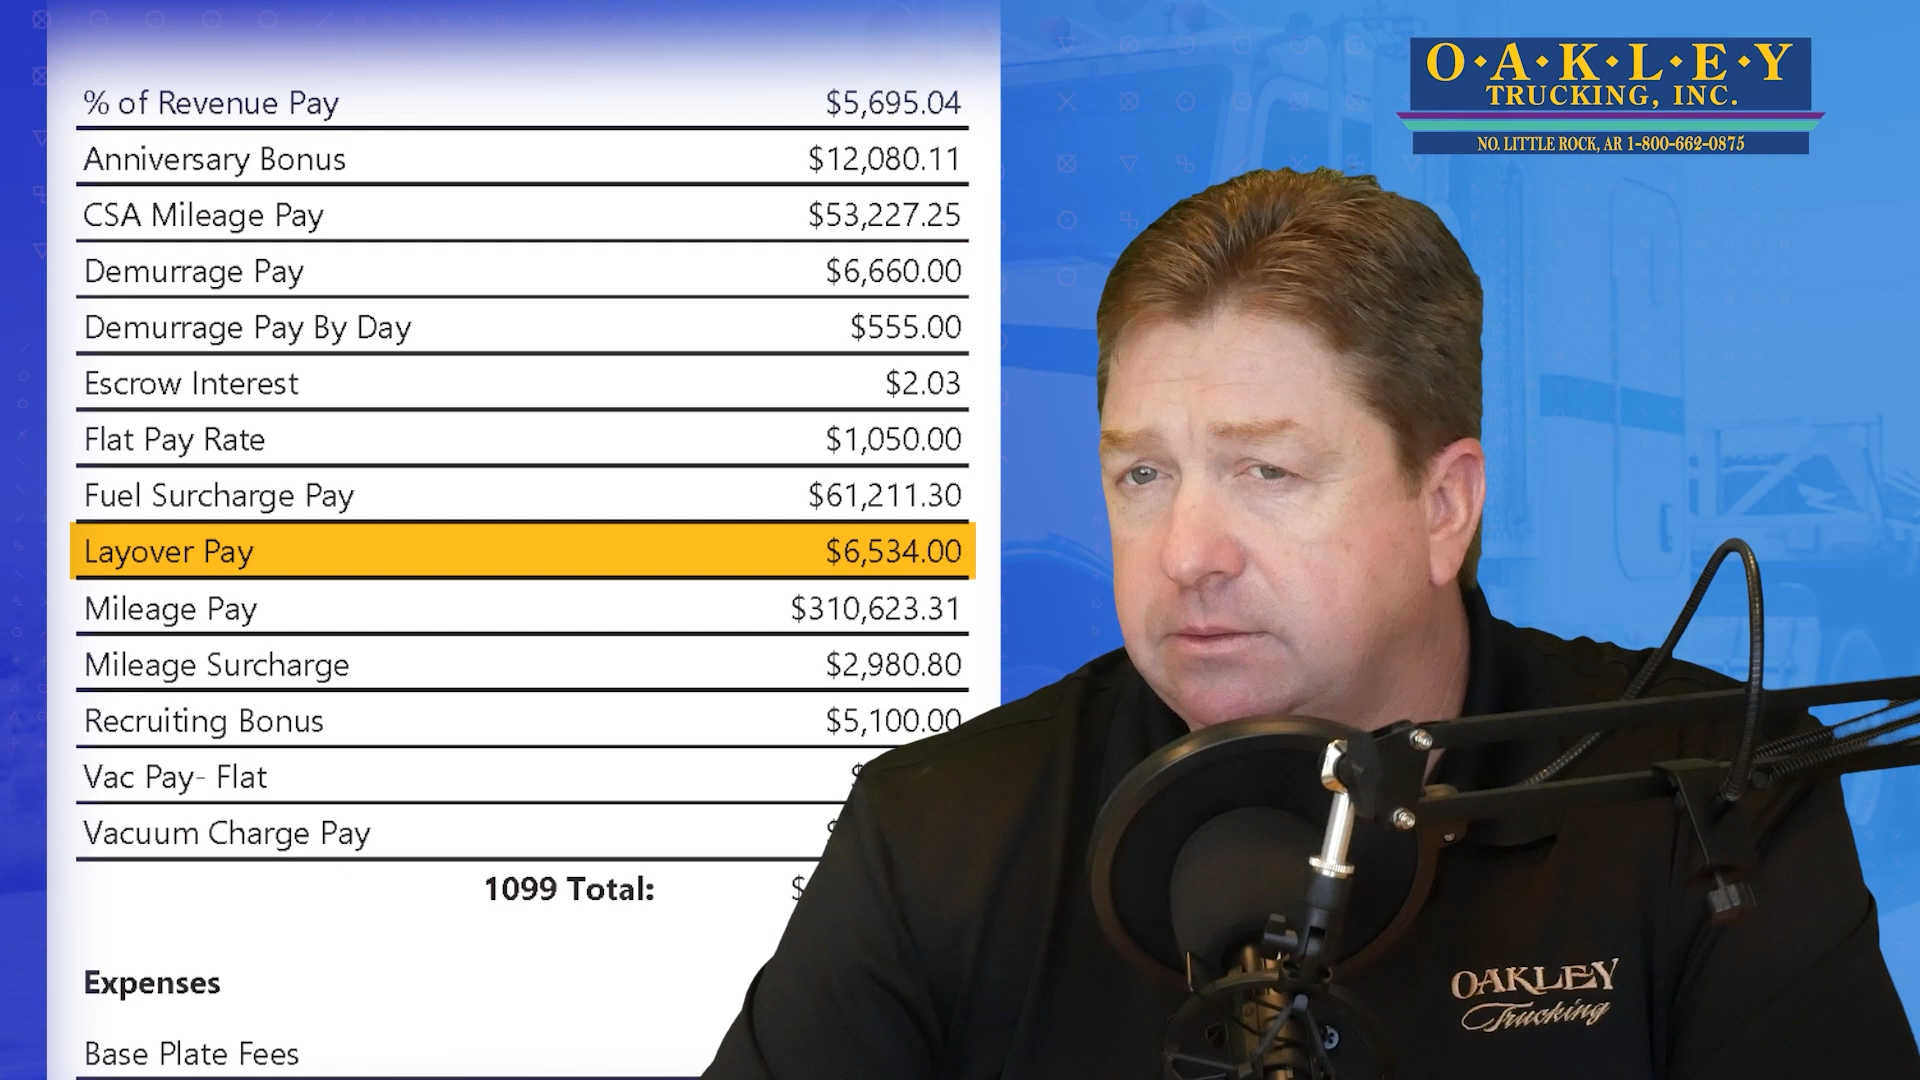 % of Revenue Pay $5,695.04
Anniversary Bonus $12,080.11
CSA Mileage Pay $53,227.25
Demurrage Pay $6,660.00
Demurrage Pay By Day $555.00
Escrow Interest $2.03
Flat Pay Rate $1,050.00
Fuel Surcharge Pay $61,211.30
Layover Pay $6,534.00
Mileage Pay $310,623.31
Mileage Surcharge $2,980.80
Recruiting Bonus $5,100.00
Vac Pay- Flat $
Vacuum Charge Pay $
1099 Total: $
Expenses
Base Plate Fees
O•A•K•L•E•Y
TRUCKING, INC.
NO. LITTLE ROCK, AR 1-800-662-0875
OAKLEY
Trucking